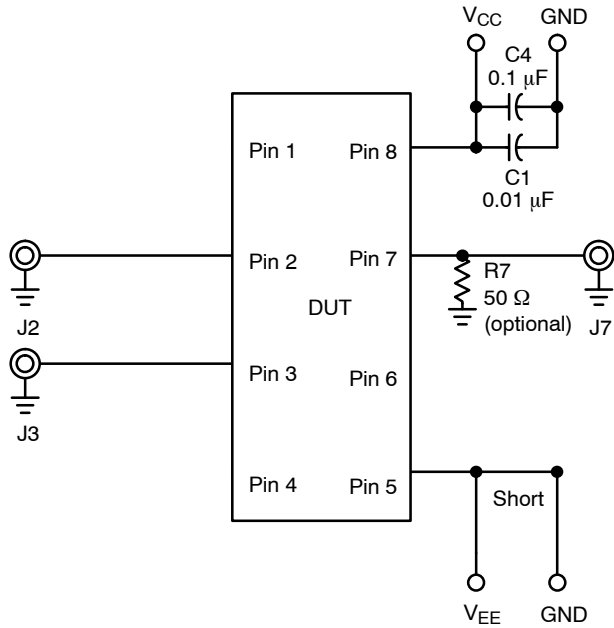 VCC GND
C4
0.1 μF
Pin 1 Pin 8
C1
0.01 μF
Pin 2 Pin 7
R7
50 Ω
(optional)
DUT
J2
J7
Pin 3 Pin 6
J3
Pin 4 Pin 5
Short
VEE GND